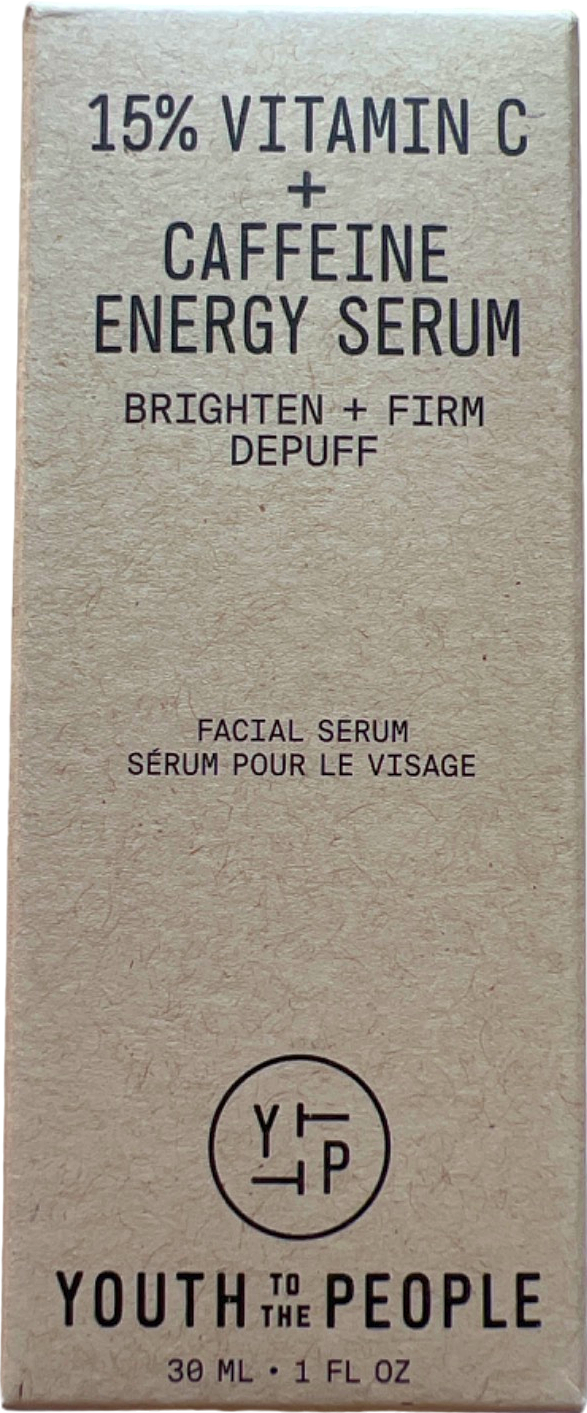 15% VITAMIN C
+
CAFFEINE
ENERGY SERUM
BRIGHTEN + FIRM
DEPUFF
FACIAL SERUM
SÉRUM POUR LE VISAGE
Y T
T P
YOUTH TO THE PEOPLE
30 ML • 1 FL OZ